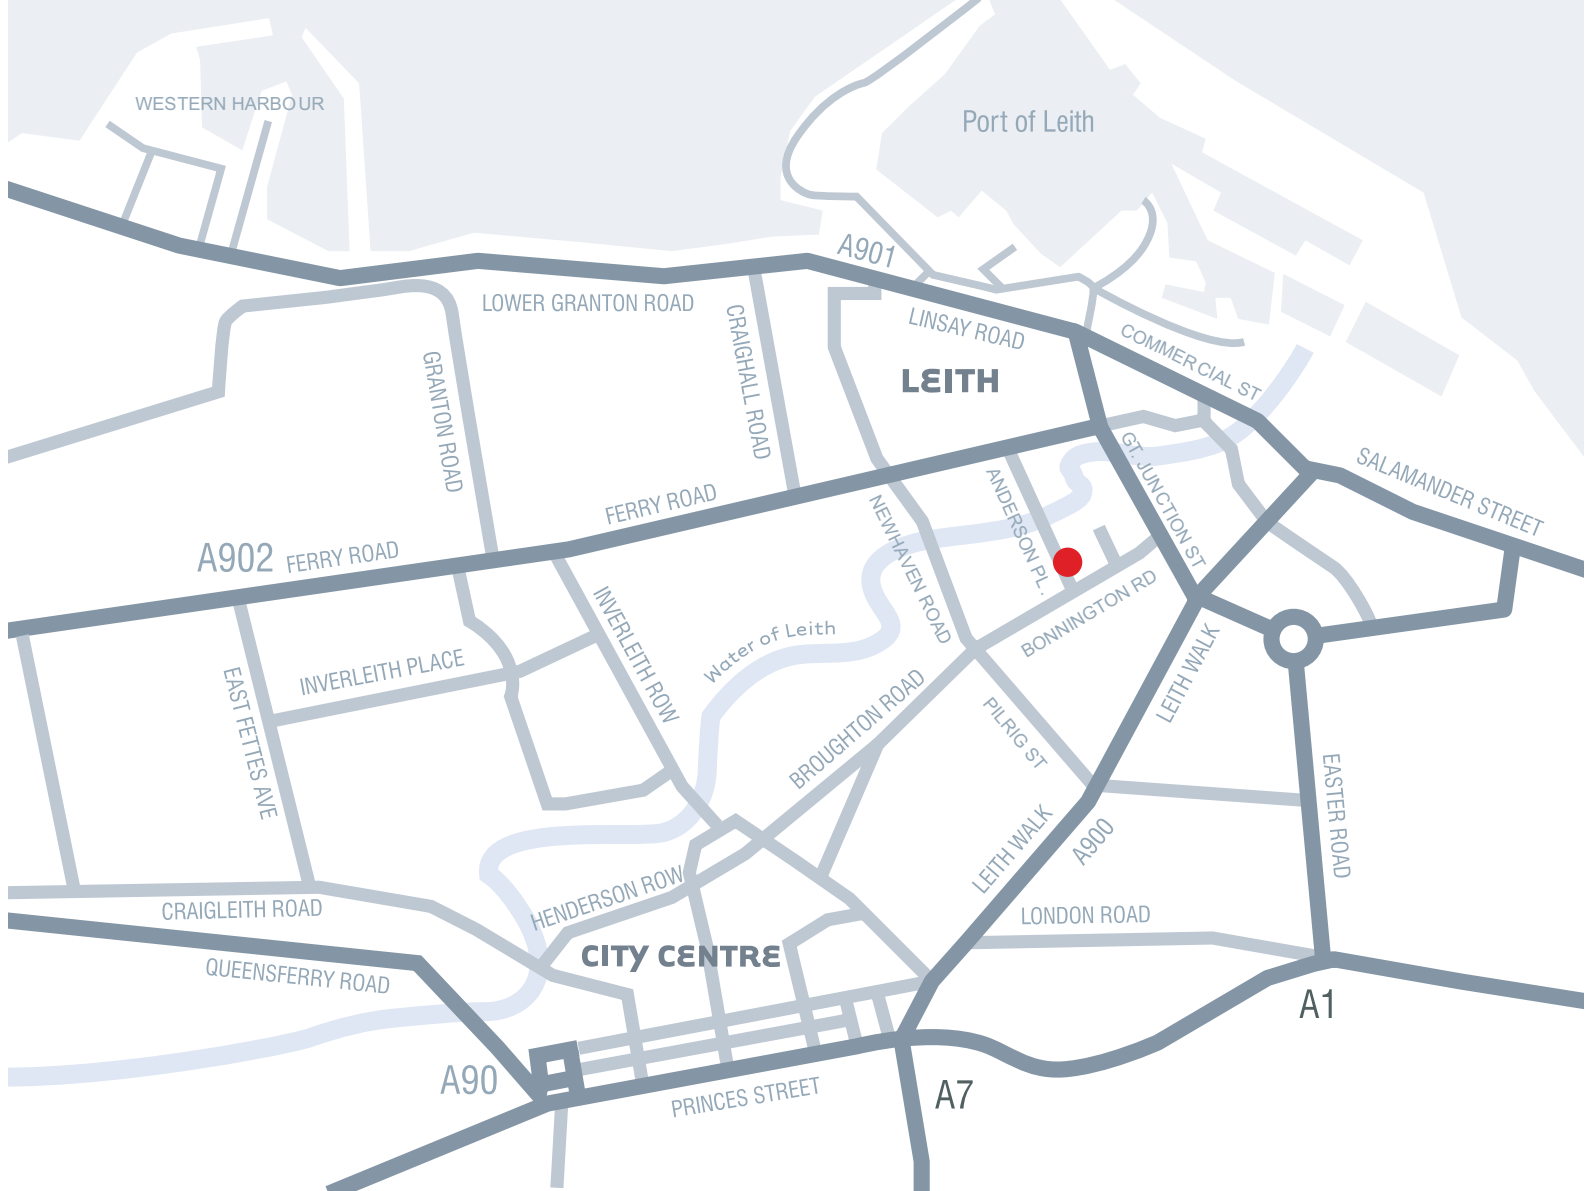 WESTERN HARBOUR
Port of Leith
A901
LOWER GRANTON ROAD
LINSAY ROAD
CRAIGHALL ROAD
COMMERCIAL ST
GRANTON ROAD
LEITH
GT. JUNCTION ST
SALAMANDER STREET
FERRY ROAD
ANDERSON PL.
NEWHAVEN ROAD
A902
FERRY ROAD
BONNINGTON RD
INVERLEITH ROW
Water of Leith
INVERLEITH PLACE
LEITH WALK
EAST FETTES AVE
BROUGHTON ROAD
PILRIG ST
EASTER ROAD
LEITH WALK
A900
HENDERSON ROW
CRAIGLEITH ROAD
LONDON ROAD
CITY CENTRE
QUEENSFERRY ROAD
A1
A90
PRINCES STREET
A7